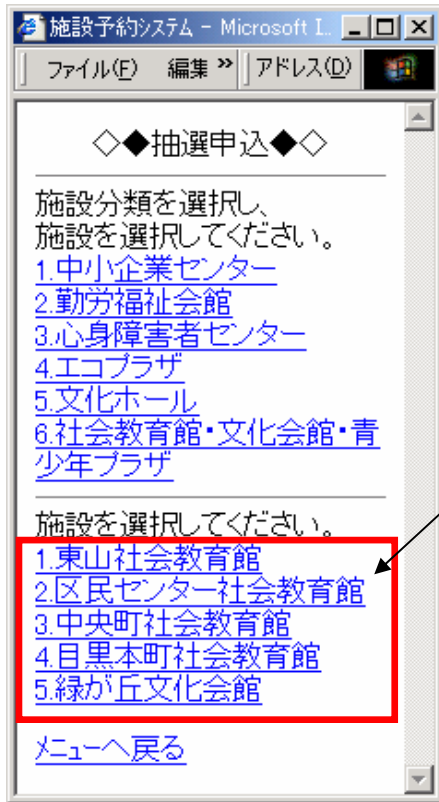 施設予約システム - Microsoft I...
ファイル(F) 編集 » アドレス(D)
◇◆抽選申込◆◇
施設分類を選択し、
施設を選択してください。
1.中小企業センター
2.勤労福祉会館
3.心身障害者センター
4.エコプラザ
5.文化ホール
6.社会教育館・文化会館・青
少年プラザ
施設を選択してください。
1.東山社会教育館
2.区民センター社会教育館
3.中央町社会教育館
4.目黒本町社会教育館
5.緑が丘文化会館
メニューへ戻る